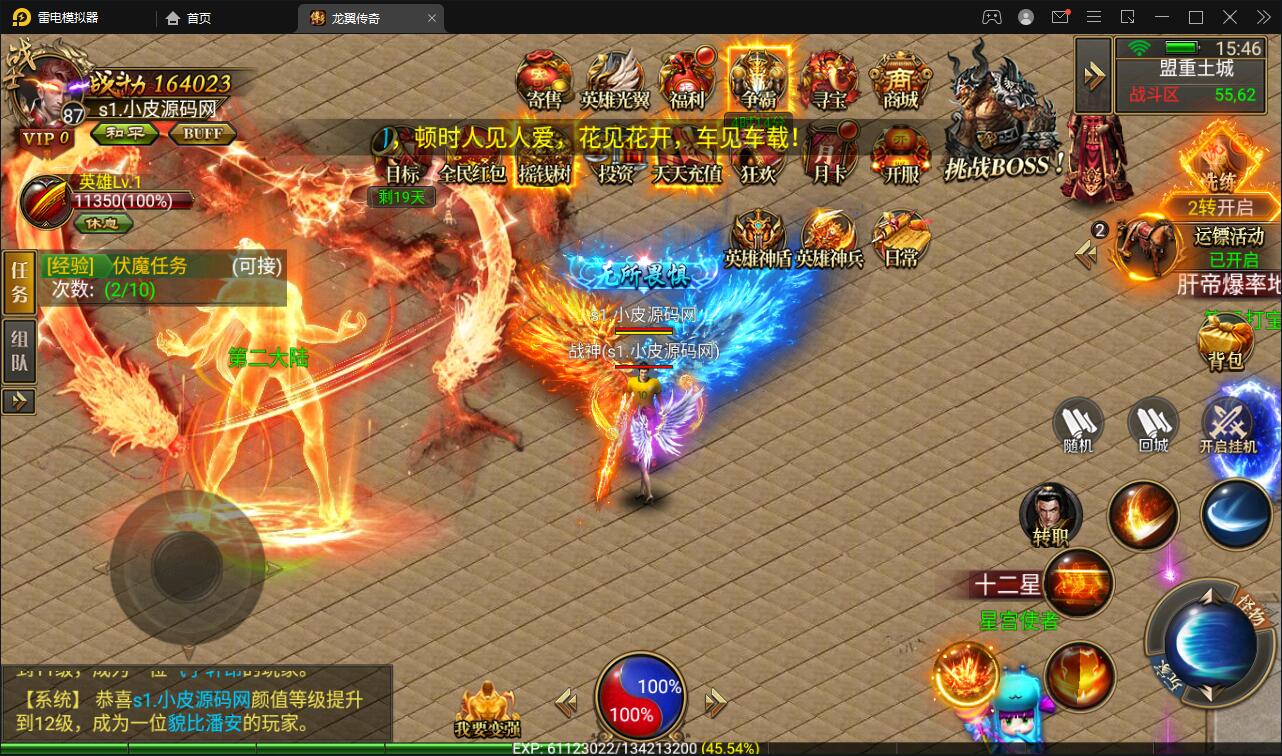 雷电模拟器
首页
龙翼传奇
战士
战斗力 164023
87
s1.小皮源码网
VIP 0
和平
BUFF
英雄Lv.1
11350(100%)
休息
寄售
英雄光翼
福利
争霸
寻宝
商城
，顿时人见人爱，花见花开，车见车载！
目标
全民红包
摇钱树
投资
天天充值
狂欢
月卡
开服
剩19天
英雄神盾
英雄神兵
日常
挑战BOSS！
15:46
盟重土城
战斗区
55,62
洗练
2转开启
2
运镖活动
已开启
肝帝爆率地
背包
任务
[经验]
伏魔任务
(可接)
次数:
(2/10)
组队
第二大陆
无所畏惧
s1.小皮源码网
战神(s1.小皮源码网)
随机
回城
开启挂机
转职
十二星
星宫使者
怪物
【系统】 恭喜s1.小皮源码网颜值等级提升
到12级，成为一位貌比潘安的玩家。
我要变强
100%
100%
EXP: 61123022/134213200 (45.54%)